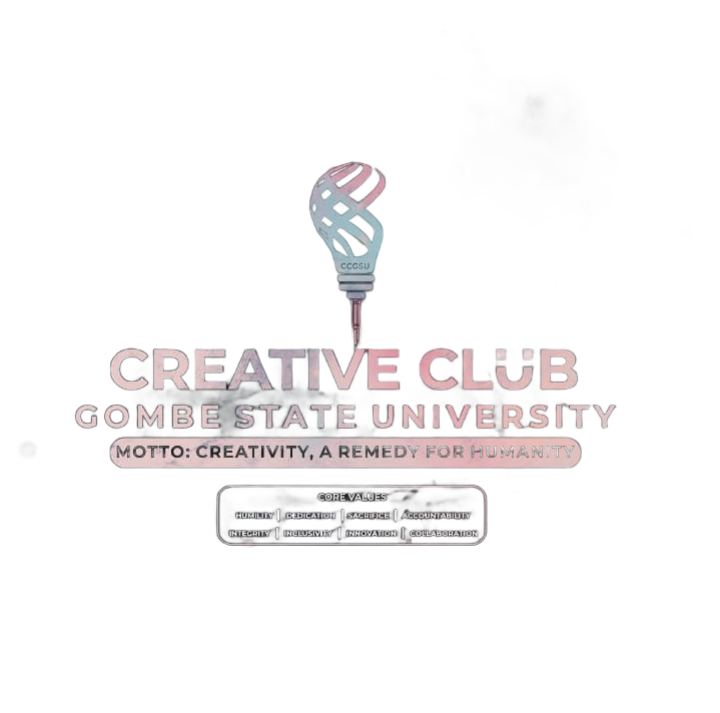 CCGSU
CREATIVE CLUB
GOMBE STATE UNIVERSITY
MOTTO: CREATIVITY, A REMEDY FOR HUMANITY
CORE VALUES
HUMILITY | DEDICATION | SACRIFICE | ACCOUNTABILITY
INTEGRITY | INCLUSIVITY | INNOVATION | COLLABORATION